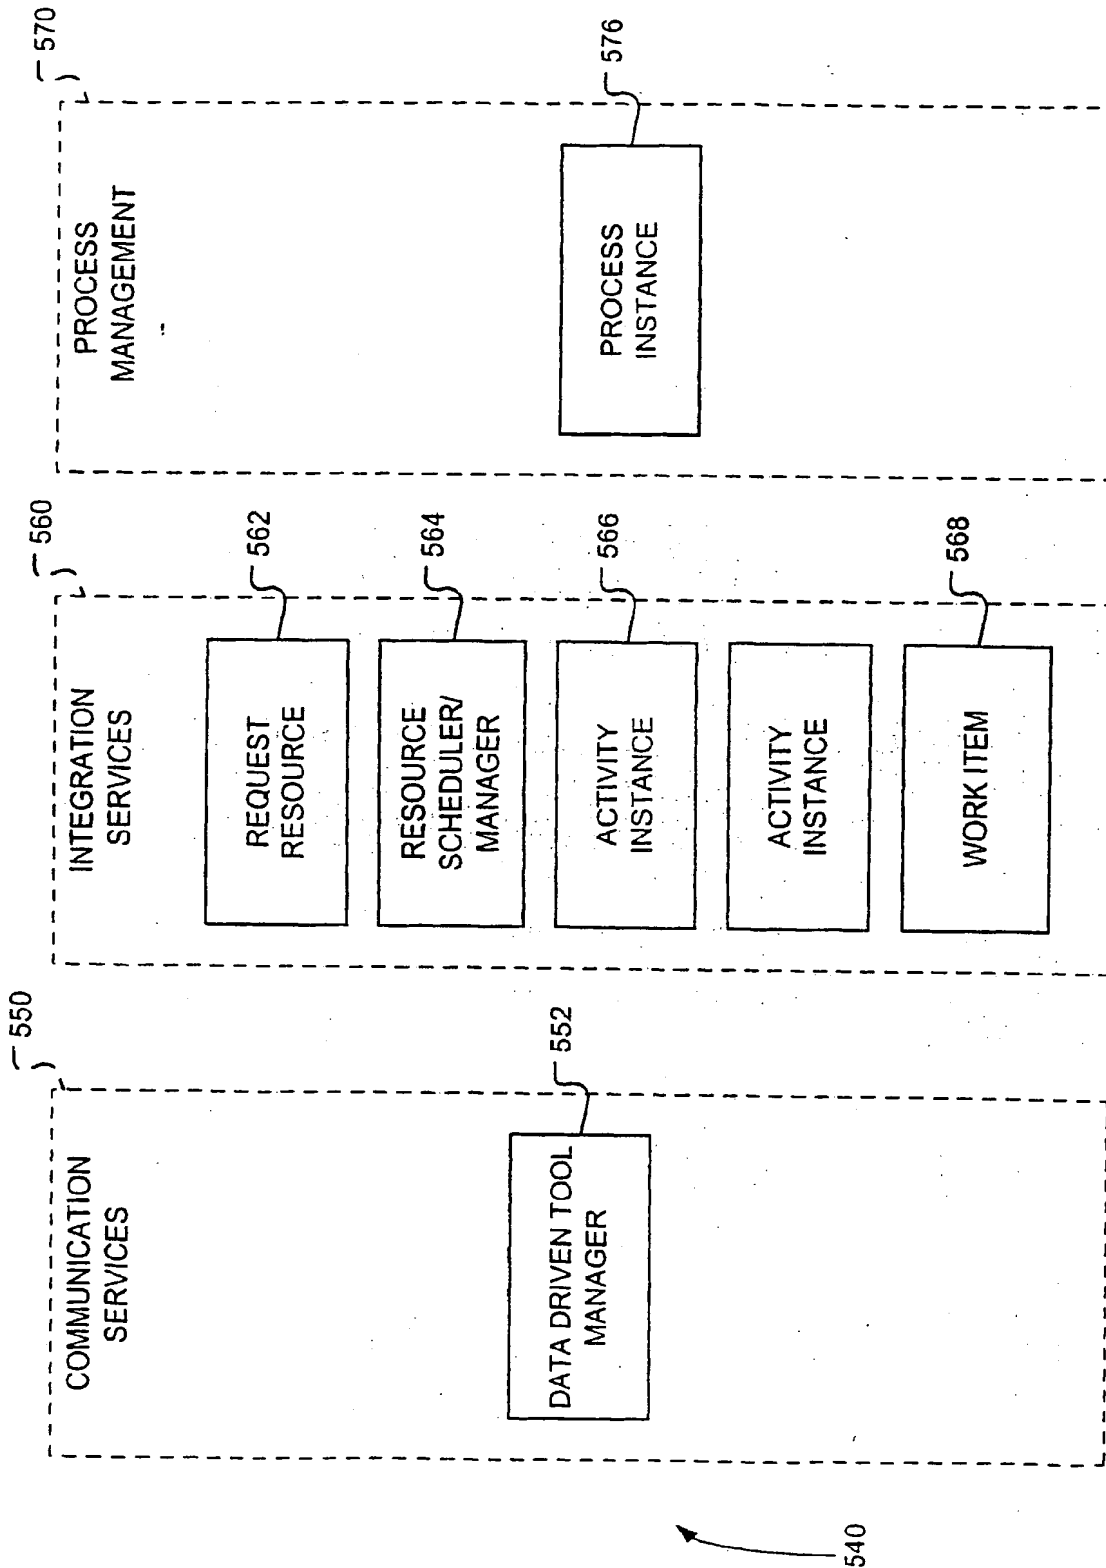 550
COMMUNICATION
SERVICES
DATA DRIVEN TOOL
MANAGER
552
560
INTEGRATION
SERVICES
REQUEST
RESOURCE
562
RESOURCE
SCHEDULER/
MANAGER
564
ACTIVITY
INSTANCE
566
ACTIVITY
INSTANCE
WORK ITEM
568
570
PROCESS
MANAGEMENT
PROCESS
INSTANCE
576
540